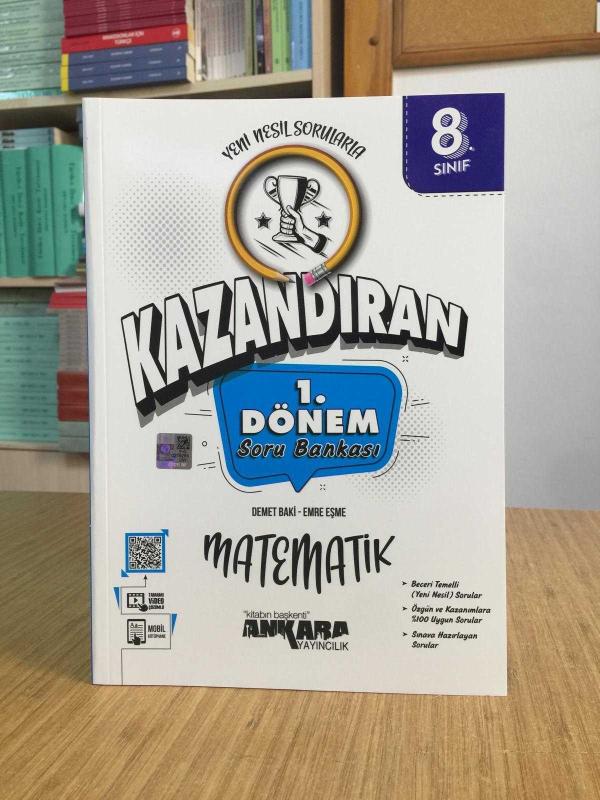 YENİ NESİL SORULARLA
8.
SINIF
KAZANDIRAN
1.
DÖNEM
Soru Bankası
DEMET BAKİ - EMRE EŞME
MATEMATİK
TAMAMI
VİDEO
ÇÖZÜMLÜ
MOBİL
KÜTÜPHANE
"kitabın başkenti"
ANKARA
YAYINCILIK
Beceri Temelli
(Yeni Nesil) Sorular
Özgün ve Kazanımlara
%100 Uygun Sorular
Sınava Hazırlayan
Sorular